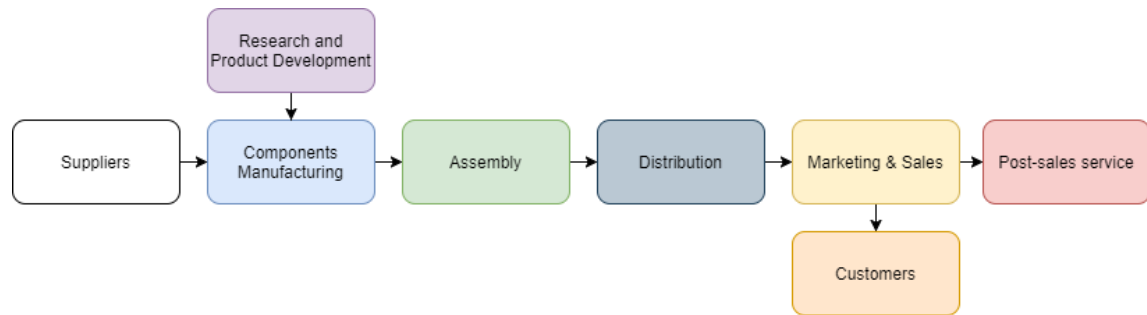 Research and
Product Development
Suppliers
Components
Manufacturing
Assembly
Distribution
Marketing & Sales
Post-sales service
Customers